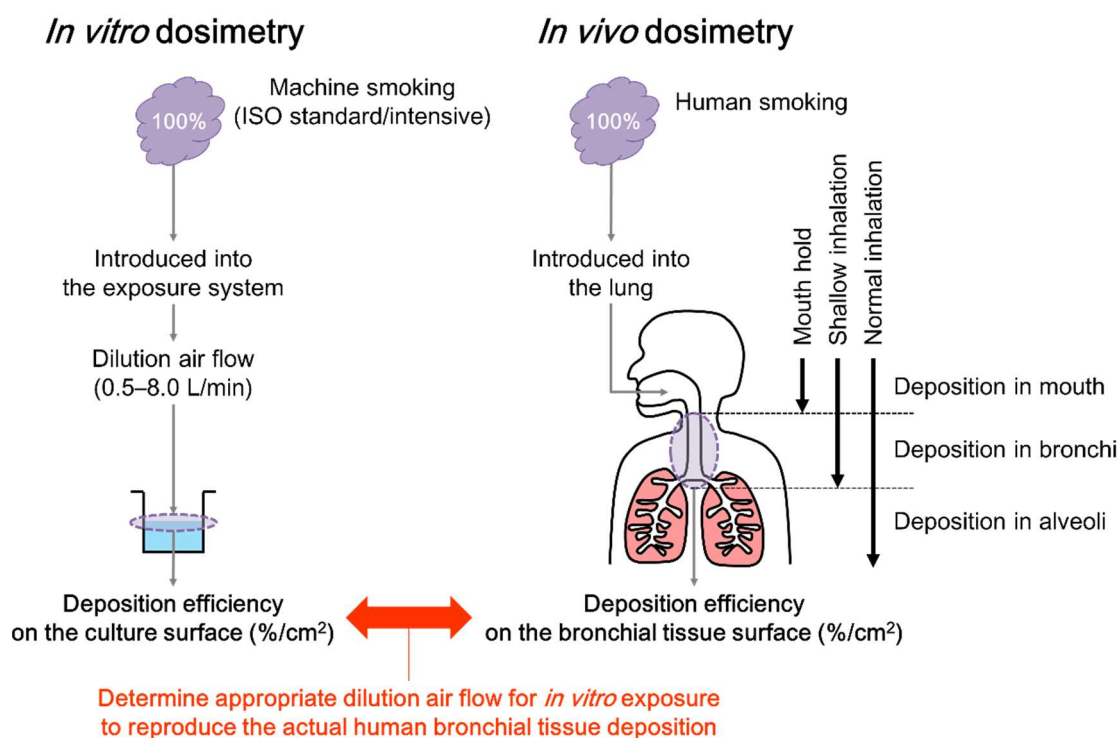 In vitro dosimetry
100%
Machine smoking
(ISO standard/intensive)
Introduced into
the exposure system
Dilution air flow
(0.5–8.0 L/min)
Deposition efficiency
on the culture surface (%/cm²)
In vivo dosimetry
100%
Human smoking
Introduced into
the lung
Mouth hold
Shallow inhalation
Normal inhalation
Deposition in mouth
Deposition in bronchi
Deposition in alveoli
Deposition efficiency
on the bronchial tissue surface (%/cm²)
Determine appropriate dilution air flow for in vitro exposure
to reproduce the actual human bronchial tissue deposition